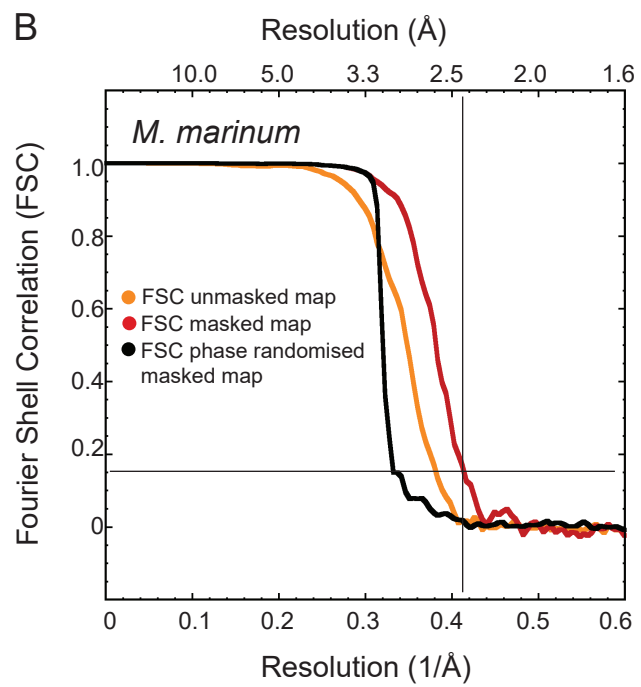 B
Resolution (Å)
10.0 5.0 3.3 2.5 2.0 1.6
M. marinum
Fourier Shell Correlation (FSC)
1.0
0.8
0.6
0.4
0.2
0
FSC unmasked map
FSC masked map
FSC phase randomised
masked map
0 0.1 0.2 0.3 0.4 0.5 0.6
Resolution (1/Å)